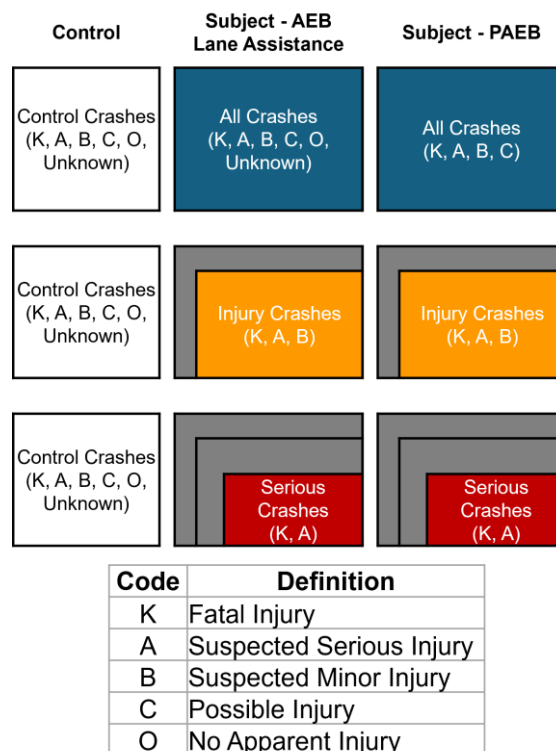 Control
Subject - AEB
Lane Assistance
Subject - PAEB
Control Crashes
(K, A, B, C, O,
Unknown)
All Crashes
(K, A, B, C, O,
Unknown)
All Crashes
(K, A, B, C)
Control Crashes
(K, A, B, C, O,
Unknown)
Injury Crashes
(K, A, B)
Injury Crashes
(K, A, B)
Control Crashes
(K, A, B, C, O,
Unknown)
Serious
Crashes
(K, A)
Serious
Crashes
(K, A)
Code Definition
K Fatal Injury
A Suspected Serious Injury
B Suspected Minor Injury
C Possible Injury
O No Apparent Injury